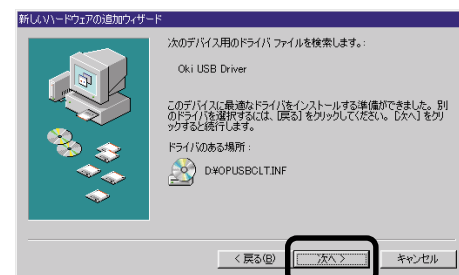 新しいハードウェアの追加ウィザード
次のデバイス用のドライバ ファイルを検索します。:
Oki USB Driver
このデバイスに最適なドライバをインストールする準備ができました。別
のドライバを選択するには、[戻る] をクリックしてください。[次へ] をクリ
ックすると続行します。
ドライバのある場所 :
D:¥OPUSBCLT.INF
< 戻る(B)
次へ >
キャンセル